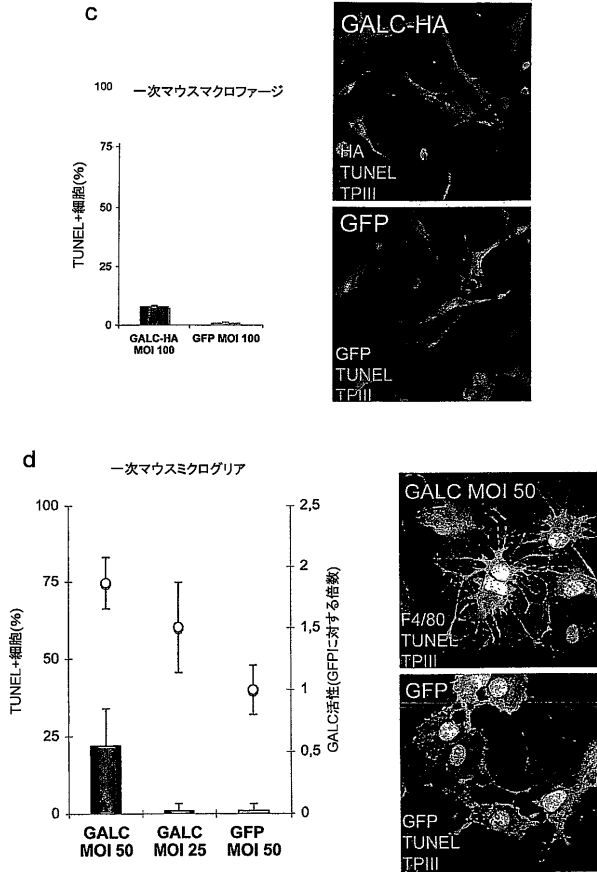 c
一次マウスマクロファージ
100
75
50
25
0
TUNEL+細胞(%)
GALC-HA
MOI 100
GFP MOI 100
GALC-HA
HA
TUNEL
TPIII
GFP
GFP
TUNEL
TPIII
d
一次マウスミクログリア
100
75
50
25
0
TUNEL+細胞(%)
2,5
2
1,5
1
0,5
0
GALC活性(GFPIに対する倍数)
GALC
MOI 50
GALC
MOI 25
GFP
MOI 50
GALC MOI 50
F4/80
TUNEL
TPIII
GFP
GFP
TUNEL
TPIII